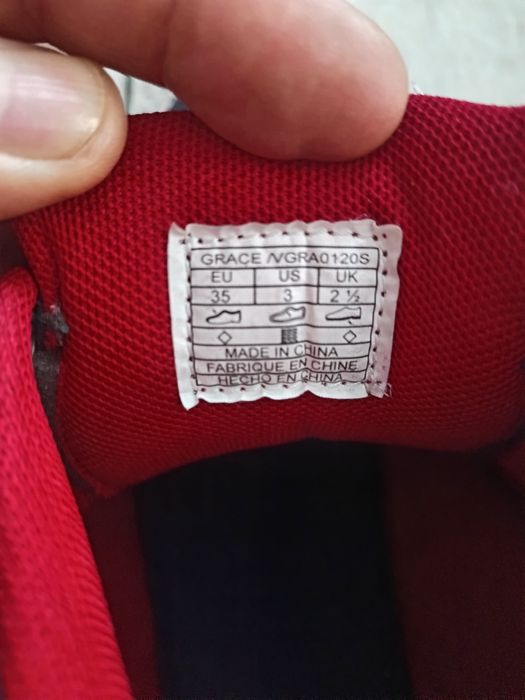 GRACE /VGRA0120S
EU US UK
35 3 2 ½
MADE IN CHINA
FABRIQUE EN CHINE
HECHO EN CHINA